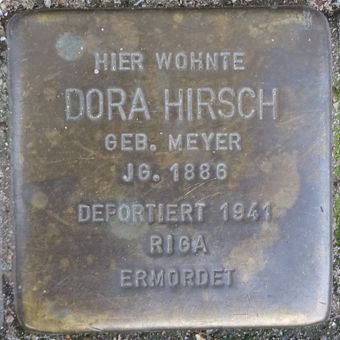 HIER WOHNTE
DORA HIRSCH
GEB. MEYER
JG. 1886
DEPORTIERT 1941
RIGA
ERMORDET